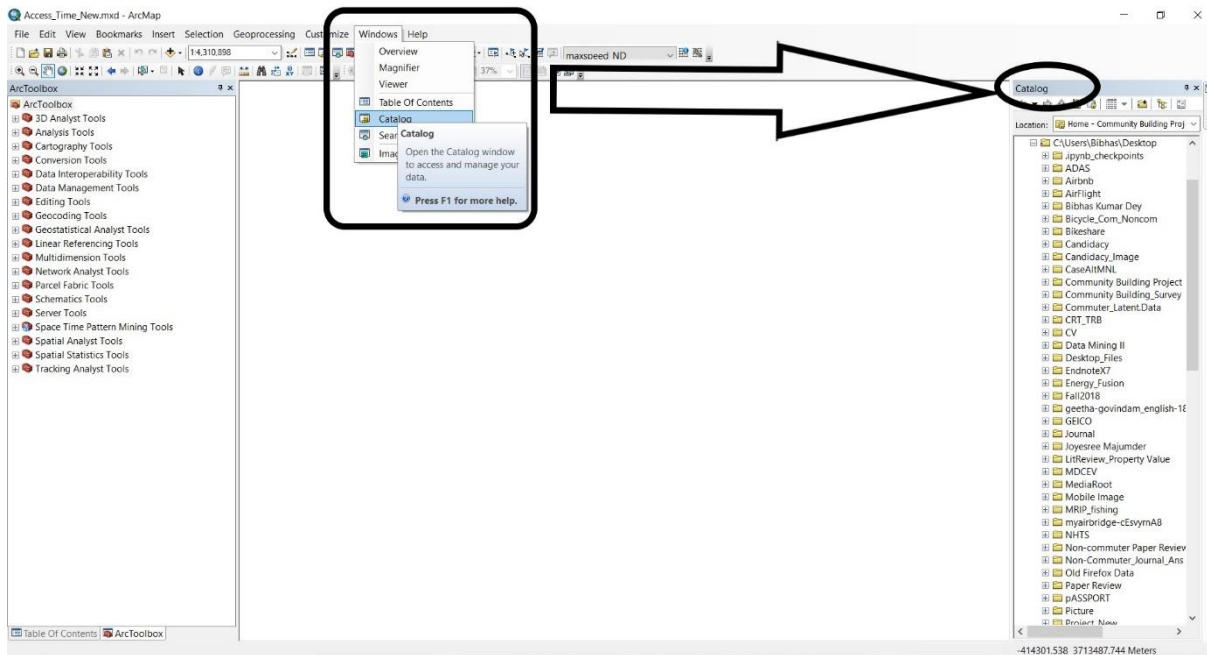 Access_Time_New.mxd - ArcMap
File Edit View Bookmarks Insert Selection Geoprocessing Customize Windows Help
1:4,310,898
maxspeed ND
37%
Overview
Magnifier
Viewer
Table Of Contents
Catalog
Sear
Imag
Catalog
Open the Catalog window
to access and manage your
data.
Press F1 for more help.
ArcToolbox
ArcToolbox
3D Analyst Tools
Analysis Tools
Cartography Tools
Conversion Tools
Data Interoperability Tools
Data Management Tools
Editing Tools
Geocoding Tools
Geostatistical Analyst Tools
Linear Referencing Tools
Multidimension Tools
Network Analyst Tools
Parcel Fabric Tools
Schematics Tools
Server Tools
Space Time Pattern Mining Tools
Spatial Analyst Tools
Spatial Statistics Tools
Tracking Analyst Tools
Table Of Contents ArcToolbox
Catalog
Location: Home - Community Building Proj
C:\Users\Bibhas\Desktop
.ipynb_checkpoints
ADAS
Airbnb
AirFlight
Bibhas Kumar Dey
Bicycle_Com_Noncom
Bikeshare
Candidacy
Candidacy_Image
CaseAltMNL
Community Building Project
Community Building_Survey
Commuter_Latent.Data
CRT_TRB
CV
Data Mining II
Desktop_Files
EndnoteX7
Energy_Fusion
Fall2018
geetha-govindam_english-18
GEICO
Journal
Joyesree Majumder
LitReview_Property Value
MDCEV
MediaRoot
Mobile Image
MRIP_fishing
myairbridge-cEsvyrnA8
NHTS
Non-commuter Paper Review
Non-Commuter_Journal_Ans
Old Firefox Data
Paper Review
pASSPORT
Picture
Project_New
-414301.538 3713487.744 Meters